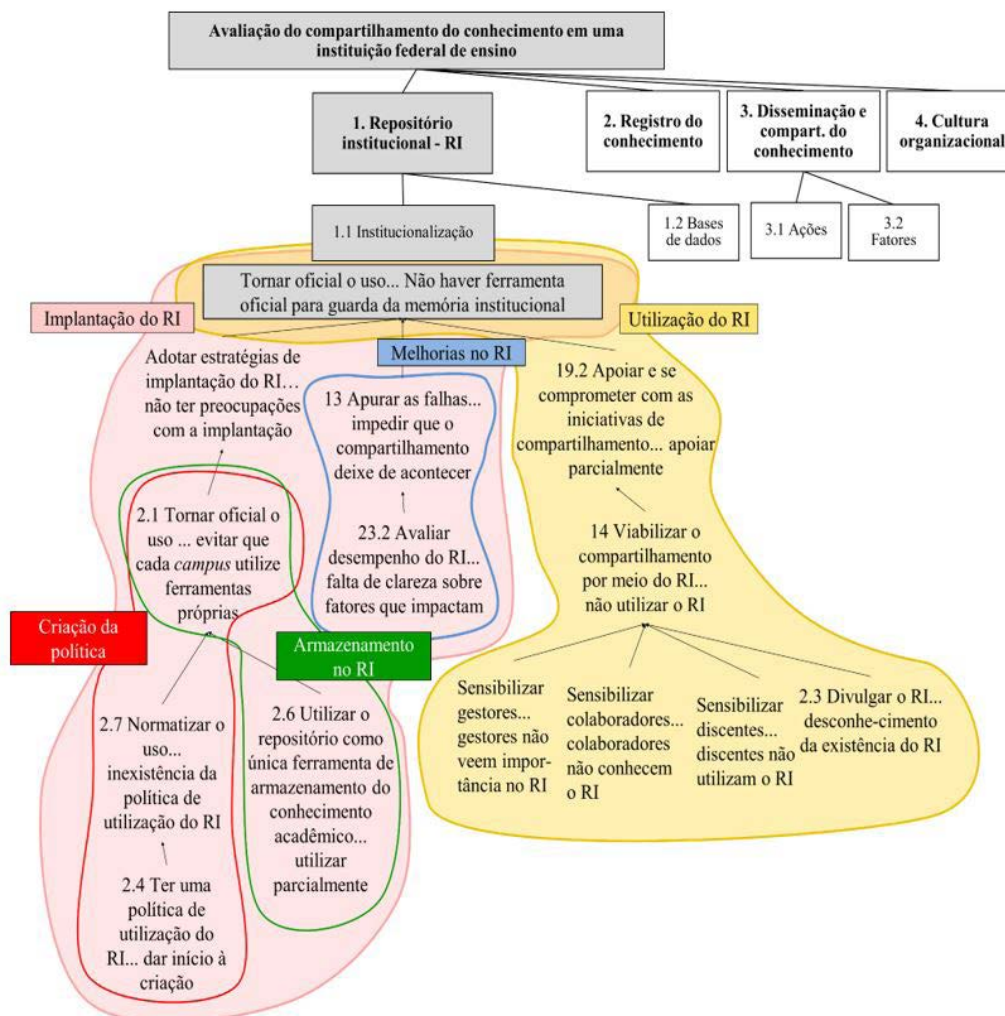 Avaliação do compartilhamento do conhecimento em uma
instituição federal de ensino
1. Repositório
institucional - RI
2. Registro do
conhecimento
3. Disseminação e
compart. do
conhecimento
4. Cultura
organizacional
1.1 Institucionalização
1.2 Bases
de dados
3.1 Ações
3.2
Fatores
Tornar oficial o uso... Não haver ferramenta
oficial para guarda da memória institucional
Implantação do RI
Melhorias no RI
Utilização do RI
Adotar estratégias de
implantação do RI...
não ter preocupações
com a implantação
13 Apurar as falhas...
impedir que o
compartilhamento
deixe de acontecer
19.2 Apoiar e se
comprometer com as
iniciativas de
compartilhamento... apoiar
parcialmente
2.1 Tornar oficial o
uso ... evitar que
cada campus utilize
ferramentas
próprias
23.2 Avaliar
desempenho do RI...
falta de clareza sobre
fatores que impactam
14 Viabilizar o
compartilhamento
por meio do RI...
não utilizar o RI
Criação da
política
Armazenamento
no RI
2.7 Normatizar o
uso...
inexistência da
política de
utilização do RI
2.6 Utilizar o
repositório como
única ferramenta de
armazenamento do
conhecimento
acadêmico...
utilizar
parcialmente
Sensibilizar
gestores...
gestores não
veem impor-
tância no RI
Sensibilizar
colaboradores...
colaboradores
não conhecem
o RI
Sensibilizar
discentes...
discentes não
utilizam o RI
2.3 Divulgar o RI...
desconhe-cimento
da existência do RI
2.4 Ter uma
política de
utilização do
RI... dar início à
criação